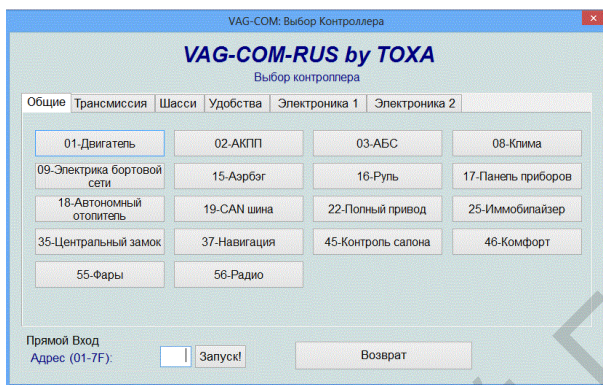 VAG-COM: Выбор Контроллера
VAG-COM-RUS by TOXA
Выбор контроллера
Общие Трансмиссия Шасси Удобства Электроника 1 Электроника 2
01-Двигатель 02-АКПП 03-АБС 08-Клима
09-Электрика бортовой сети 15-Аэрбэг 16-Руль 17-Панель приборов
18-Автономный отопитель 19-CAN шина 22-Полный привод 25-Иммобилайзер
35-Центральный замок 37-Навигация 45-Контроль салона 46-Комфорт
55-Фары 56-Радио
Прямой Вход
Адрес (01-7F): Запуск! Возврат